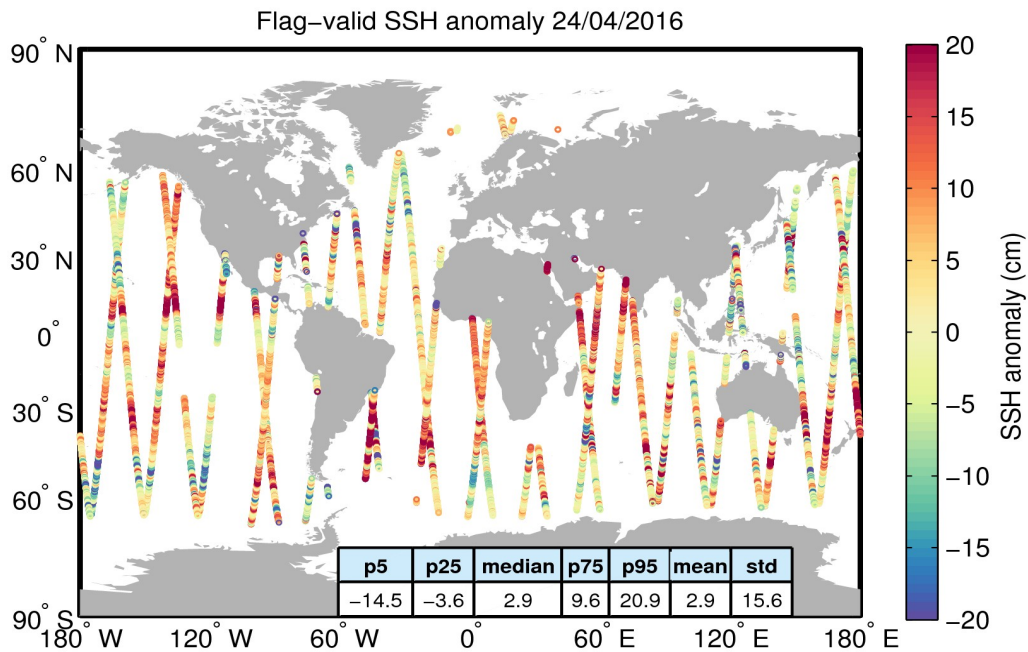 Flag−valid SSH anomaly 24/04/2016
90° N
60° N
30° N
0°
30° S
60° S
90° S
180° W
120° W
60° W
0°
60° E
120° E
180° E
p5 p25 median p75 p95 mean std
−14.5 −3.6 2.9 9.6 20.9 2.9 15.6
20
15
10
5
0
−5
−10
−15
−20
SSH anomaly (cm)